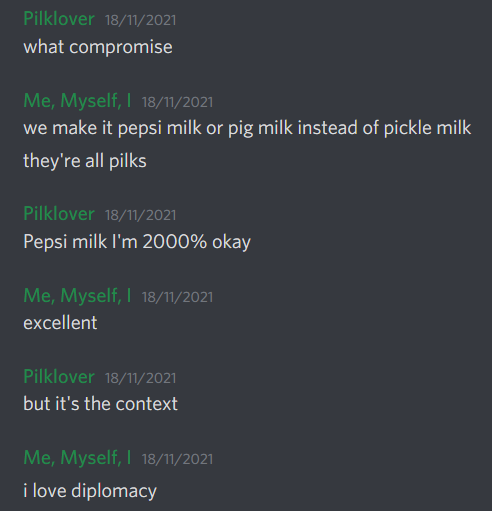 Pilklover 18/11/2021
what compromise
Me, Myself, I 18/11/2021
we make it pepsi milk or pig milk instead of pickle milk
they're all pilks
Pilklover 18/11/2021
Pepsi milk I'm 2000% okay
Me, Myself, I 18/11/2021
excellent
Pilklover 18/11/2021
but it's the context
Me, Myself, I 18/11/2021
i love diplomacy